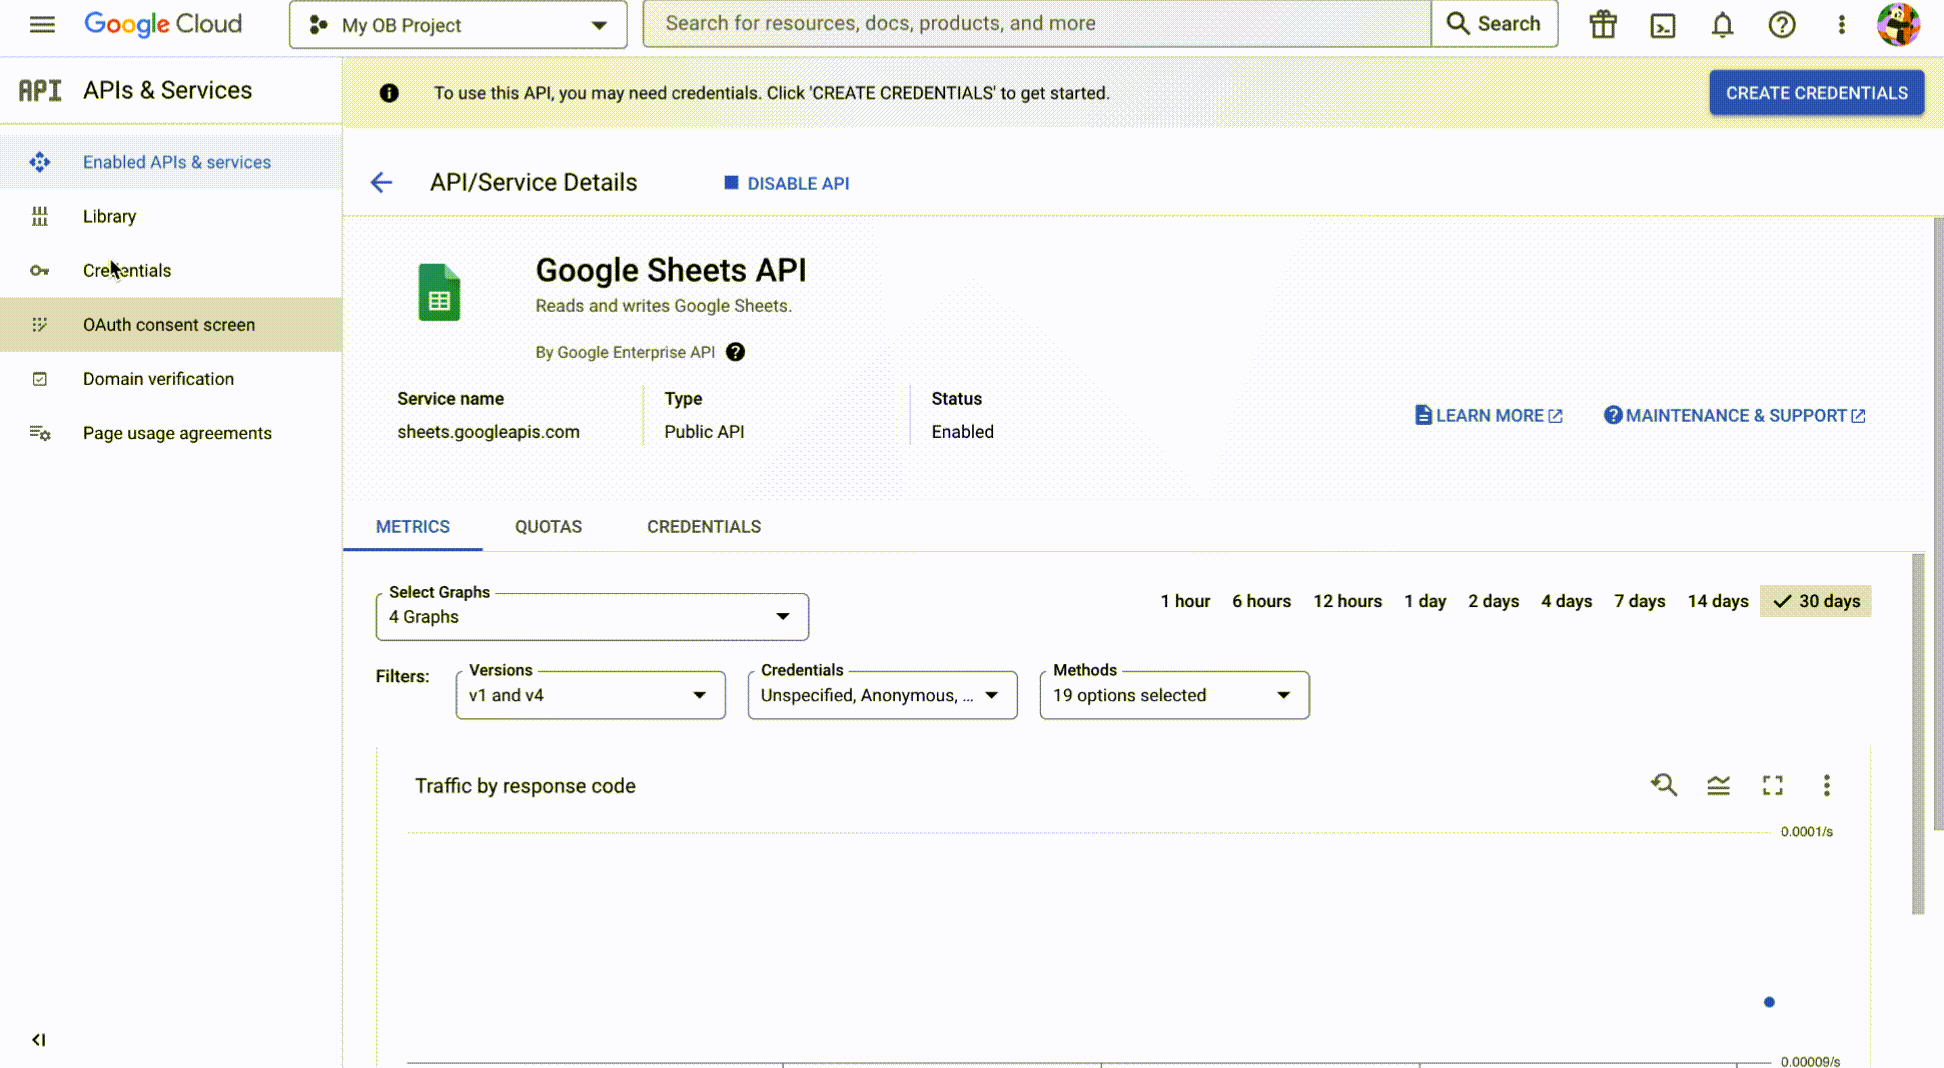 Google Cloud
My OB Project
Search for resources, docs, products, and more
Search
API APIs & Services
To use this API, you may need credentials. Click 'CREATE CREDENTIALS' to get started.
CREATE CREDENTIALS
Enabled APIs & services
Library
Credentials
OAuth consent screen
Domain verification
Page usage agreements
API/Service Details
DISABLE API
Google Sheets API
Reads and writes Google Sheets.
By Google Enterprise API
Service name
sheets.googleapis.com
Type
Public API
Status
Enabled
LEARN MORE
MAINTENANCE & SUPPORT
METRICS QUOTAS CREDENTIALS
Select Graphs
4 Graphs
1 hour 6 hours 12 hours 1 day 2 days 4 days 7 days 14 days 30 days
Filters:
Versions
v1 and v4
Credentials
Unspecified, Anonymous, ...
Methods
19 options selected
Traffic by response code
0.0001/s
0.00009/s